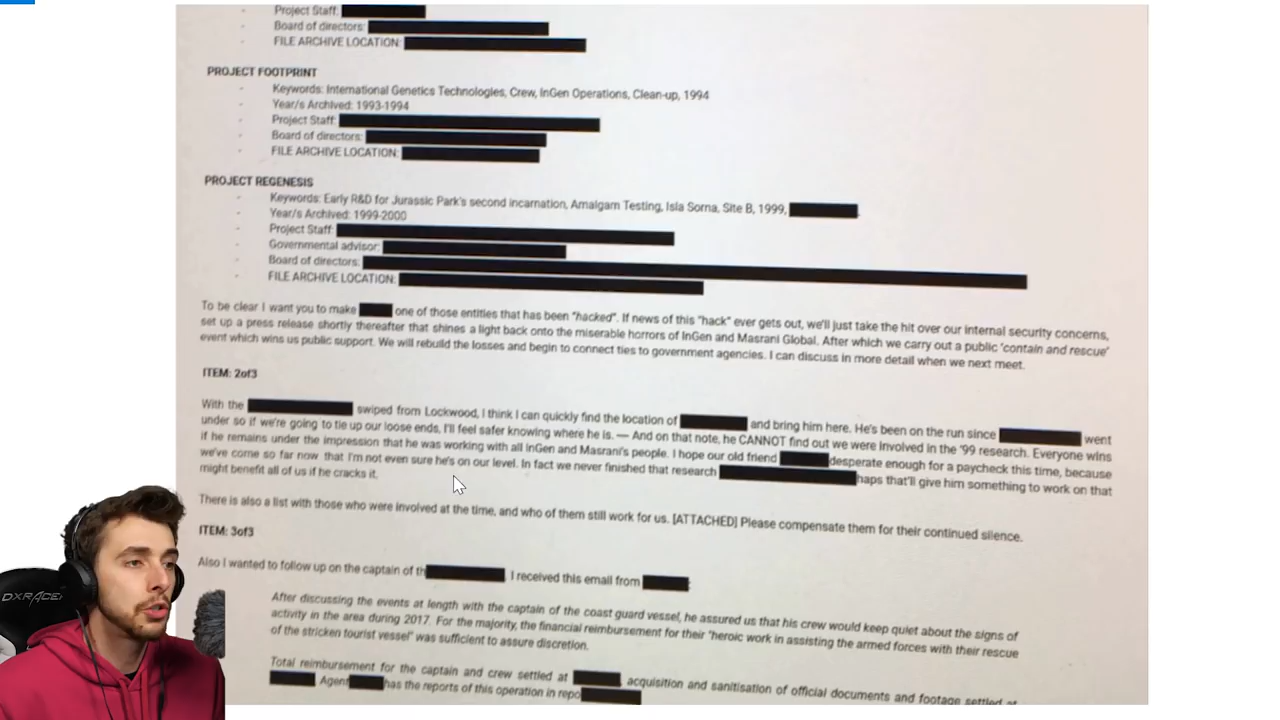 - Project Staff:
- Board of directors:
- FILE ARCHIVE LOCATION:
PROJECT FOOTPRINT
- Keywords: International Genetics Technologies, Crew, InGen Operations, Clean-up, 1994
- Year/s Archived: 1993-1994
- Project Staff:
- Board of directors:
- FILE ARCHIVE LOCATION:
PROJECT REGENESIS
- Keywords: Early R&D for Jurassic Park's second incarnation, Amalgam Testing, Isla Sorna, Site B, 1999,
- Year/s Archived: 1999-2000
- Project Staff:
- Governmental advisor:
- Board of directors:
- FILE ARCHIVE LOCATION:
To be clear I want you to make one of those entities that has been "hacked". If news of this "hack" ever gets out, we'll just take the hit over our internal security concerns,
set up a press release shortly thereafter that shines a light back onto the miserable horrors of InGen and Masrani Global. After which we carry out a public 'contain and rescue'
event which wins us public support. We will rebuild the losses and begin to connect ties to government agencies. I can discuss in more detail when we next meet.
ITEM: 2of3
With the swiped from Lockwood, I think I can quickly find the location of and bring him here. He's been on the run since went
under so if we're going to tie up our loose ends, I'll feel safer knowing where he is. — And on that note, he CANNOT find out we were involved in the '99 research. Everyone wins
if he remains under the impression that he was working with all InGen and Masrani's people. I hope our old friend desperate enough for a paycheck this time, because
we've come so far now that I'm not even sure he's on our level. In fact we never finished that research haps that'll give him something to work on that
might benefit all of us if he cracks it.
There is also a list with those who were involved at the time, and who of them still work for us. [ATTACHED] Please compensate them for their continued silence.
ITEM: 3of3
Also I wanted to follow up on the captain of th I received this email from
After discussing the events at length with the captain of the coast guard vessel, he assured us that his crew would keep quiet about the signs of
activity in the area during 2017. For the majority, the financial reimbursement for their "heroic work in assisting the armed forces with their rescue
of the stricken tourist vessel" was sufficient to assure discretion.
Total reimbursement for the captain and crew settled at , acquisition and sanitisation of official documents and footage settled at
Agent has the reports of this operation in repo
DXRACER